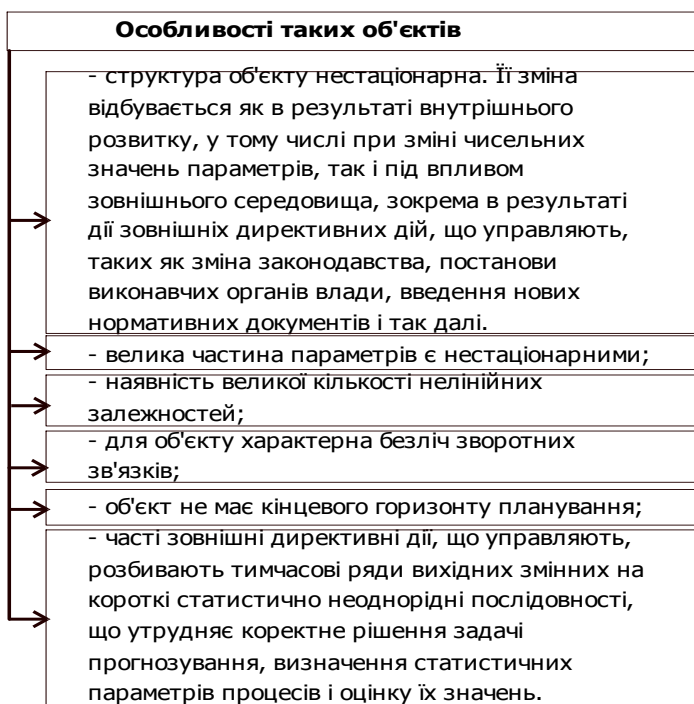 Особливості таких об'єктів
- структура об'єкту нестаціонарна. Її зміна
відбувається як в результаті внутрішнього
розвитку, у тому числі при зміні чисельних
значень параметрів, так і під впливом
зовнішнього середовища, зокрема в результаті
дії зовнішніх директивних дій, що управляють,
таких як зміна законодавства, постанови
виконавчих органів влади, введення нових
нормативних документів і так далі.
- велика частина параметрів є нестаціонарними;
- наявність великої кількості нелінійних
залежностей;
- для об'єкту характерна безліч зворотних
зв'язків;
- об'єкт не має кінцевого горизонту планування;
- часті зовнішні директивні дії, що управляють,
розбивають тимчасові ряди вихідних змінних на
короткі статистично неоднорідні послідовності,
що утрудняє коректне рішення задачі
прогнозування, визначення статистичних
параметрів процесів і оцінку їх значень.